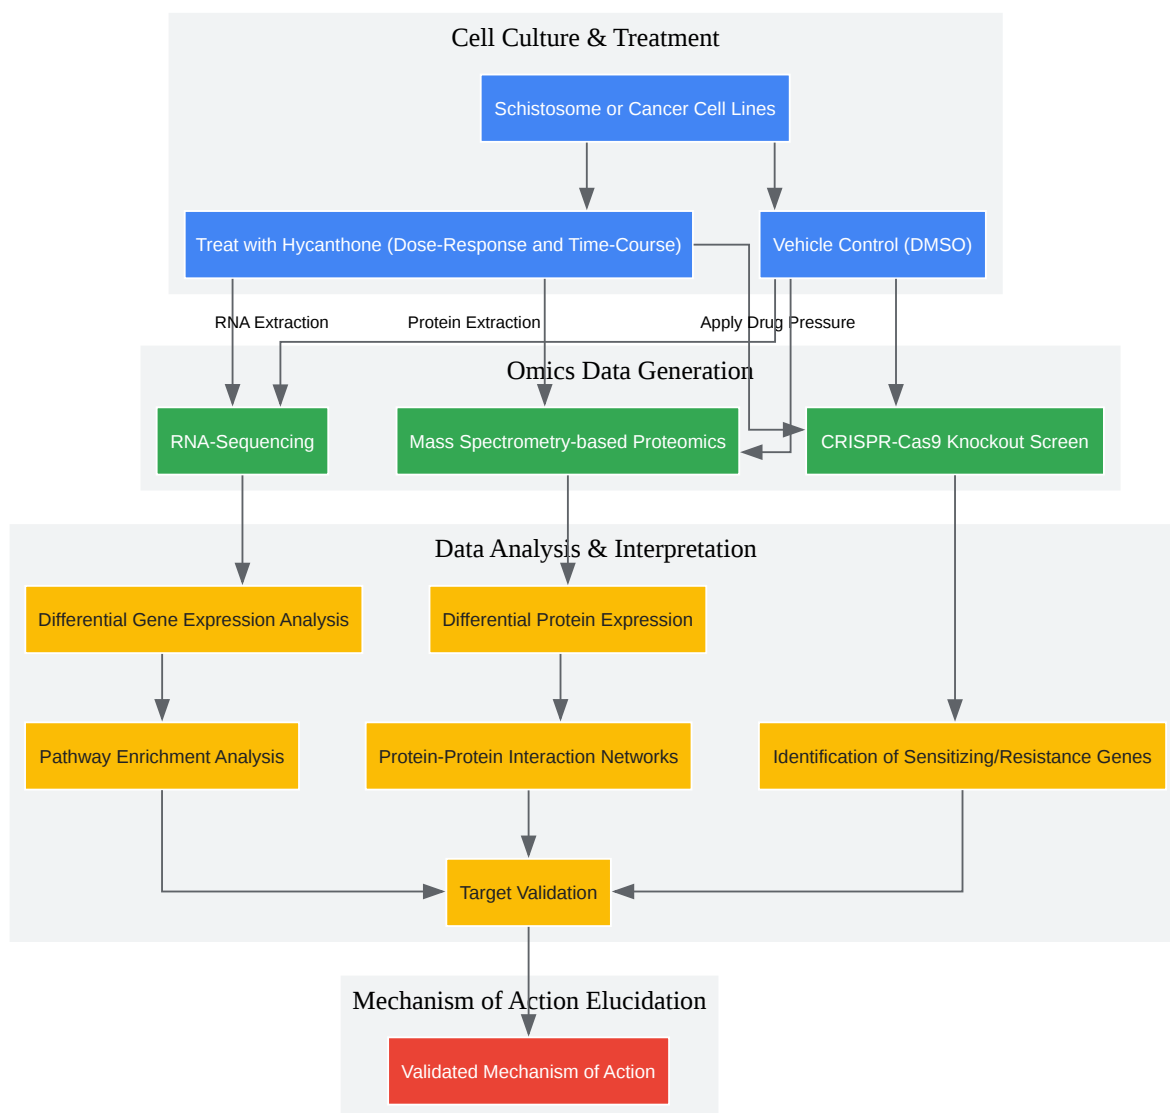 Cell Culture & Treatment
Schistosome or Cancer Cell Lines
Treat with Hycanthone (Dose-Response and Time-Course)
Vehicle Control (DMSO)
RNA Extraction
Protein Extraction
Apply Drug Pressure
Omics Data Generation
RNA-Sequencing
Mass Spectrometry-based Proteomics
CRISPR-Cas9 Knockout Screen
Data Analysis & Interpretation
Differential Gene Expression Analysis
Differential Protein Expression
Pathway Enrichment Analysis
Protein-Protein Interaction Networks
Identification of Sensitizing/Resistance Genes
Target Validation
Mechanism of Action Elucidation
Validated Mechanism of Action